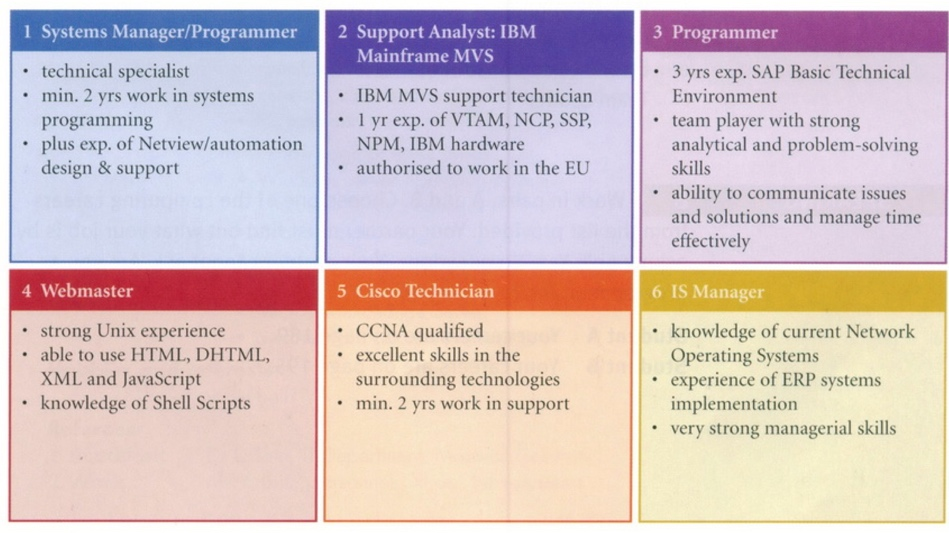 1 Systems Manager/Programmer
• technical specialist
• min. 2 yrs work in systems
programming
• plus exp. of Netview/automation
design & support
2 Support Analyst: IBM
Mainframe MVS
• IBM MVS support technician
• 1 yr exp. of VTAM, NCP, SSP,
NPM, IBM hardware
• authorised to work in the EU
3 Programmer
• 3 yrs exp. SAP Basic Technical
Environment
• team player with strong
analytical and problem-solving
skills
• ability to communicate issues
and solutions and manage time
effectively
4 Webmaster
• strong Unix experience
• able to use HTML, DHTML,
XML and JavaScript
• knowledge of Shell Scripts
5 Cisco Technician
• CCNA qualified
• excellent skills in the
surrounding technologies
• min. 2 yrs work in support
6 IS Manager
• knowledge of current Network
Operating Systems
• experience of ERP systems
implementation
• very strong managerial skills